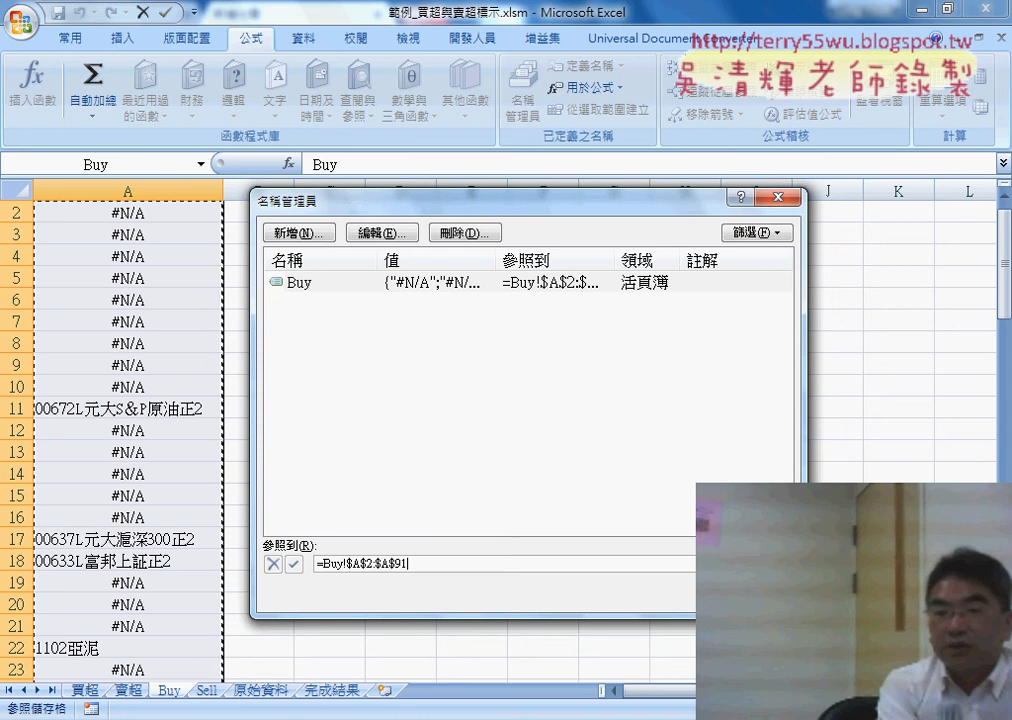 範例_買超與賣超標示.xlsm - Microsoft Excel
常用 插入 版面配置 公式 資料 校閱 檢視 開發人員 增益集 Universal Document Converter
http://terry55wu.blogspot.tw
吳清輝老師錄製
插入函數 自動加總 最近用過的函數 財務 邏輯 文字 日期及時間 查閱與參照 數學與三角函數 其他函數 名稱管理員 定義名稱 用於公式 從選取範圍建立 移除箭號 評估值公式
函數程式庫 已定義之名稱 公式稽核 計算
Buy fx Buy
A J K L
名稱管理員
新增(N)... 編輯(E)... 刪除(D)... 篩選(F)
名稱 值 參照到 領域 註解
Buy {"#N/A";"#N/... =Buy!$A$2:$... 活頁簿
參照到(R):
=Buy!$A$2:$A$91
2 #N/A
3 #N/A
4 #N/A
5 #N/A
6 #N/A
7 #N/A
8 #N/A
9 #N/A
10 #N/A
11 00672L元大S&P原油正2
12 #N/A
13 #N/A
14 #N/A
15 #N/A
16 #N/A
17 00637L元大滬深300正2
18 00633L富邦上証正2
19 #N/A
20 #N/A
21 #N/A
22 1102亞泥
23 #N/A
買超 賣超 Buy Sell 原始資料 完成結果
參照儲存格